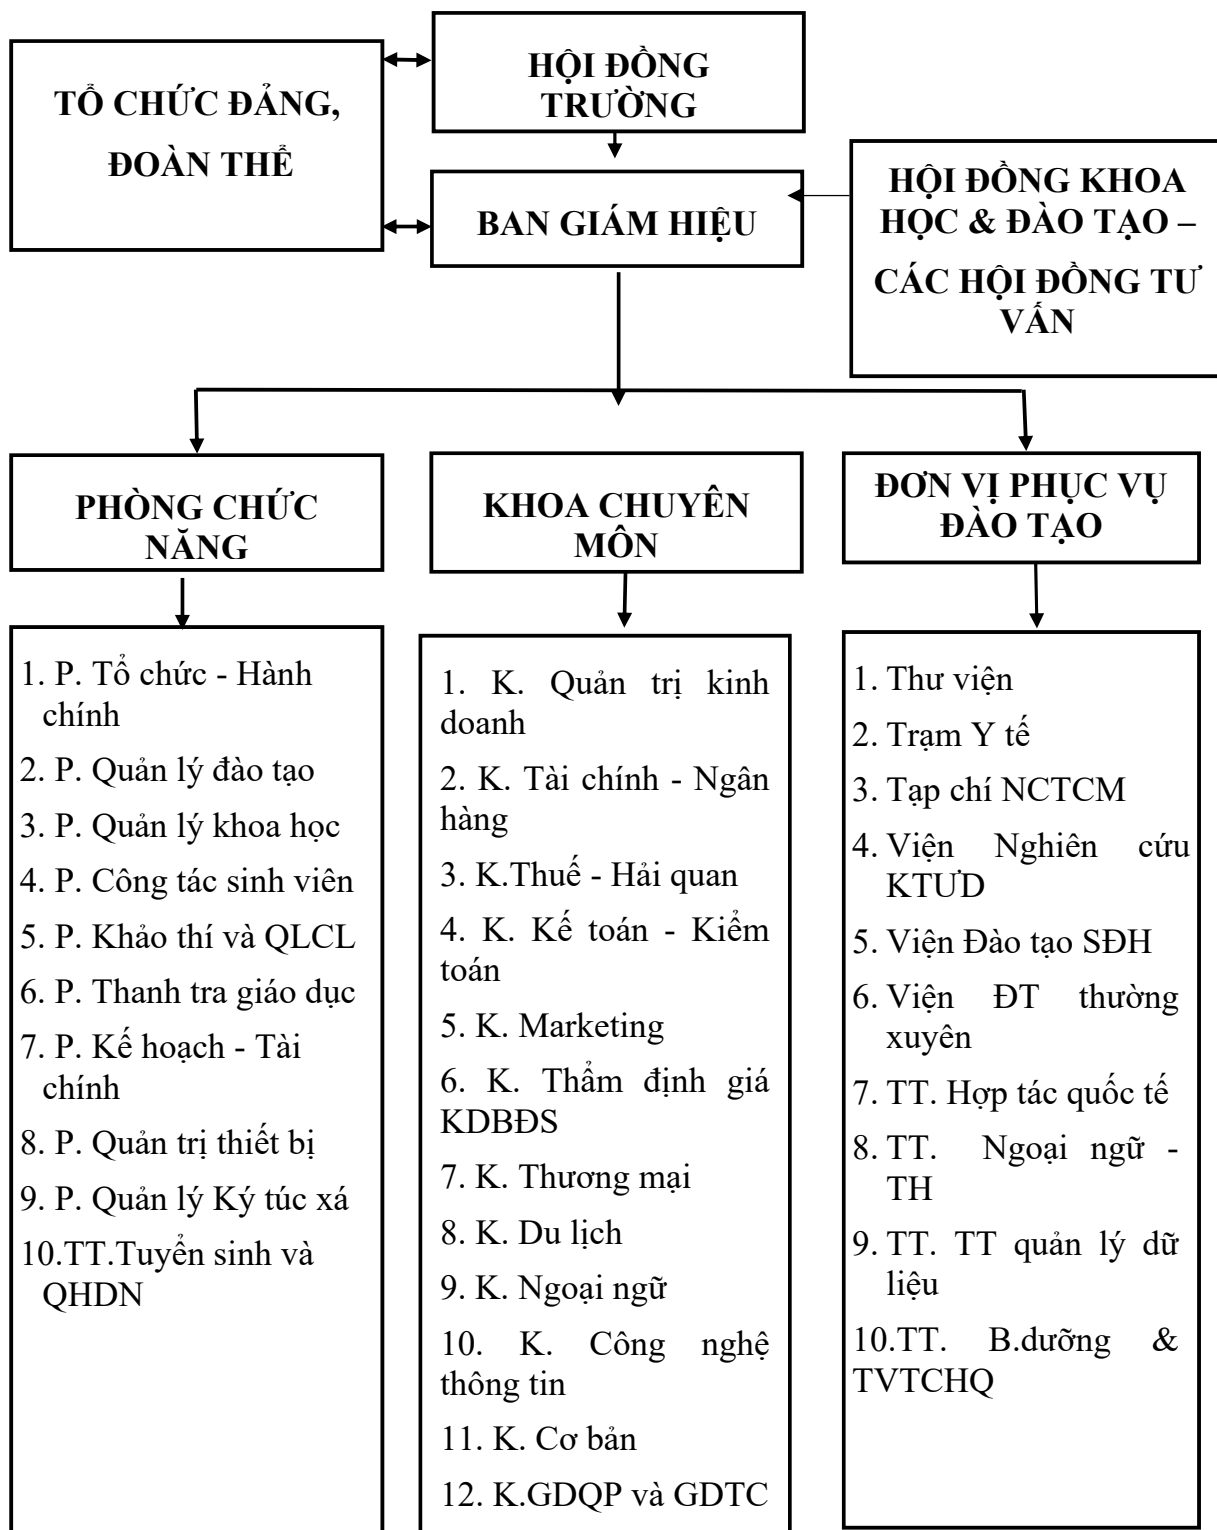 TỔ CHỨC ĐẢNG,
ĐOÀN THỂ
HỘI ĐỒNG
TRƯỜNG
BAN GIÁM HIỆU
HỘI ĐỒNG KHOA
HỌC & ĐÀO TẠO –
CÁC HỘI ĐỒNG TƯ
VẤN
PHÒNG CHỨC
NĂNG
KHOA CHUYÊN
MÔN
ĐƠN VỊ PHỤC VỤ
ĐÀO TẠO
1. P. Tổ chức - Hành
chính
2. P. Quản lý đào tạo
3. P. Quản lý khoa học
4. P. Công tác sinh viên
5. P. Khảo thí và QLCL
6. P. Thanh tra giáo dục
7. P. Kế hoạch - Tài
chính
8. P. Quản trị thiết bị
9. P. Quản lý Ký túc xá
10.TT.Tuyển sinh và
QHDN
1. K. Quản trị kinh
doanh
2. K. Tài chính - Ngân
hàng
3. K.Thuế - Hải quan
4. K. Kế toán - Kiểm
toán
5. K. Marketing
6. K. Thẩm định giá
KDBĐS
7. K. Thương mại
8. K. Du lịch
9. K. Ngoại ngữ
10. K. Công nghệ
thông tin
11. K. Cơ bản
12. K.GDQP và GDTC
1. Thư viện
2. Trạm Y tế
3. Tạp chí NCTCM
4. Viện Nghiên cứu
KTƯD
5. Viện Đào tạo SĐH
6. Viện ĐT thường
xuyên
7. TT. Hợp tác quốc tế
8. TT. Ngoại ngữ -
TH
9. TT. TT quản lý dữ
liệu
10.TT. B.dưỡng &
TVTCHQ